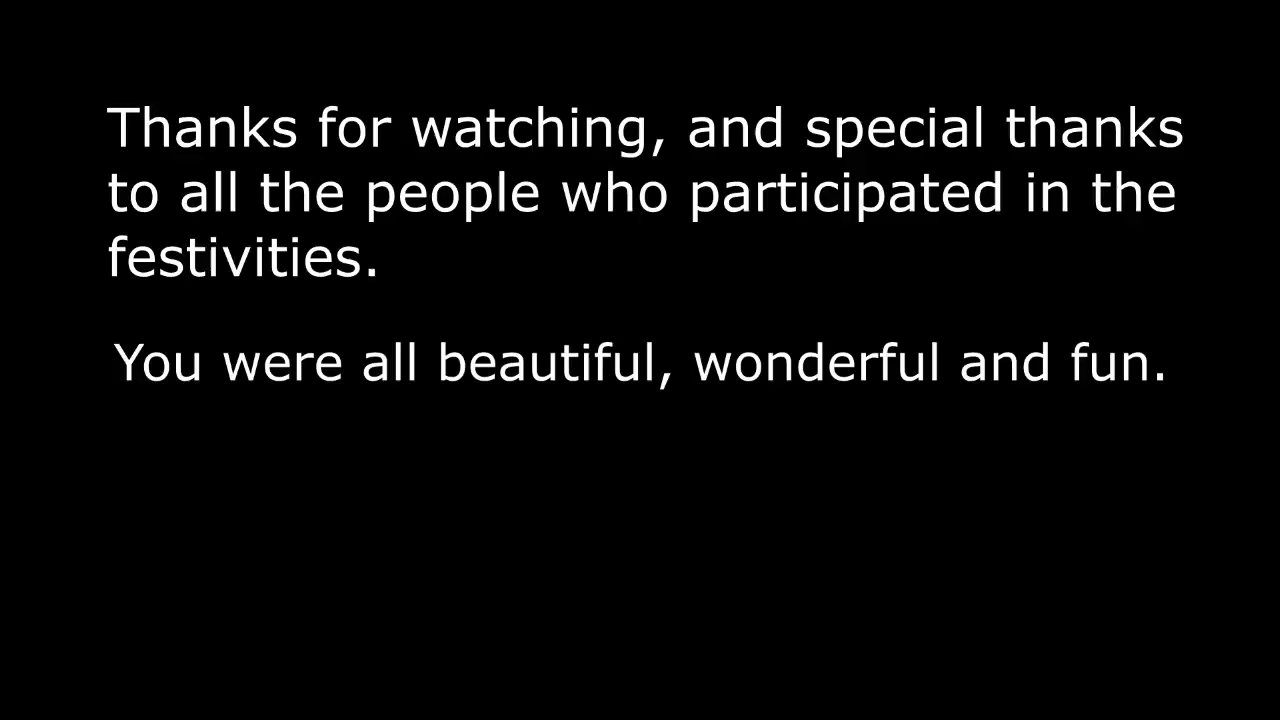 Thanks for watching, and special thanks
to all the people who participated in the
festivities.
You were all beautiful, wonderful and fun.